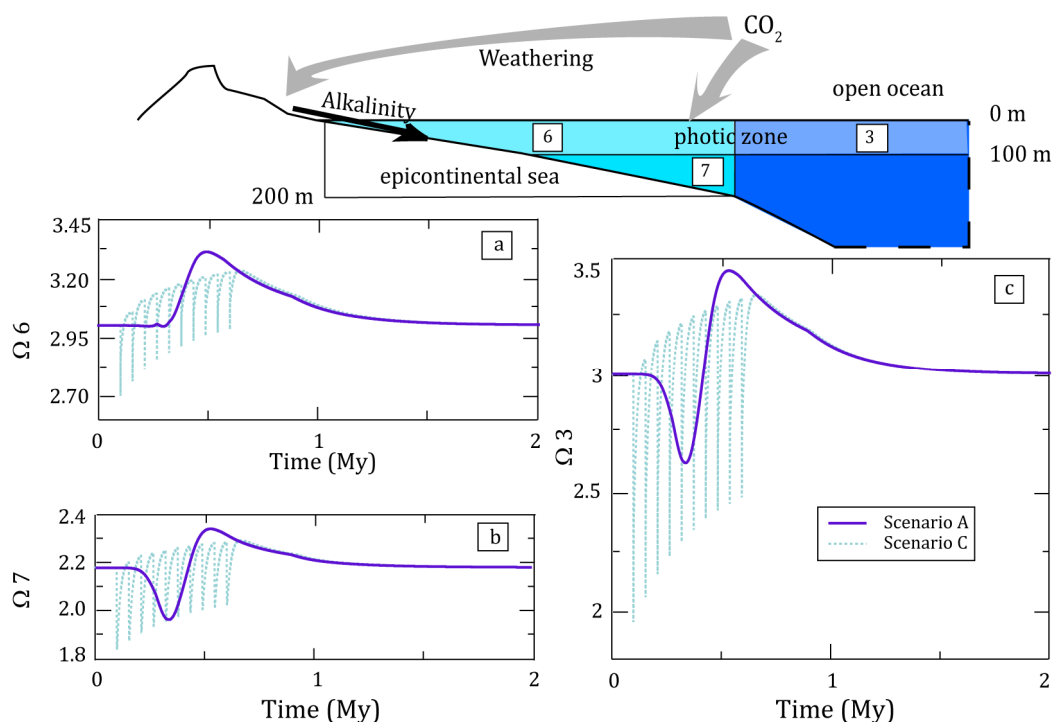 CO2
Weathering
open ocean
Alkalinity
0 m
6
photic zone
3
100 m
7
epicontinental sea
200 m
a
3.45
3.20
2.95
2.70
Ω 6
0
1
2
Time (My)
b
2.4
2.2
2.0
1.8
Ω 7
0
1
2
Time (My)
c
3.5
3
2.5
2
Ω 3
Scenario A
Scenario C
0
1
2
Time (My)